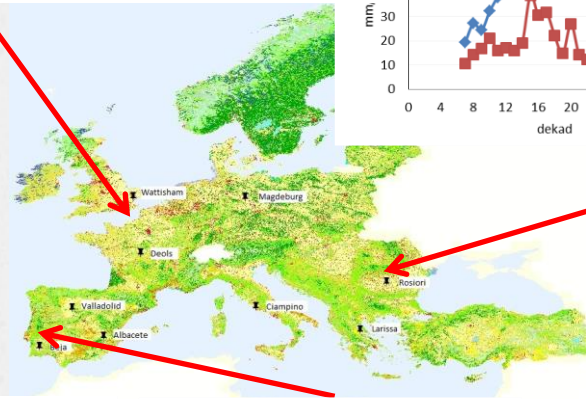 mm,
30
20
10
0
0 4 8 12 16 20
dekad
Wattisham
Magdeburg
Deols
Rosiori
Valladolid
Ciampino
Albacete
Larissa
Beja